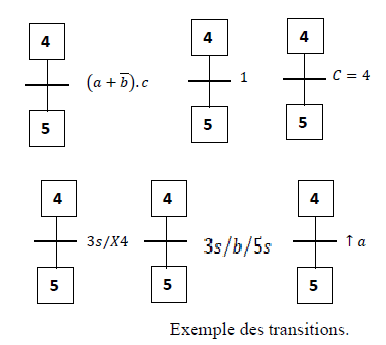 4 4 4
(a + b̅).c 1 C = 4
5 5 5
4 4 4
3s/X4 3s/b/5s ↑ a
5 5 5
Exemple des transitions.